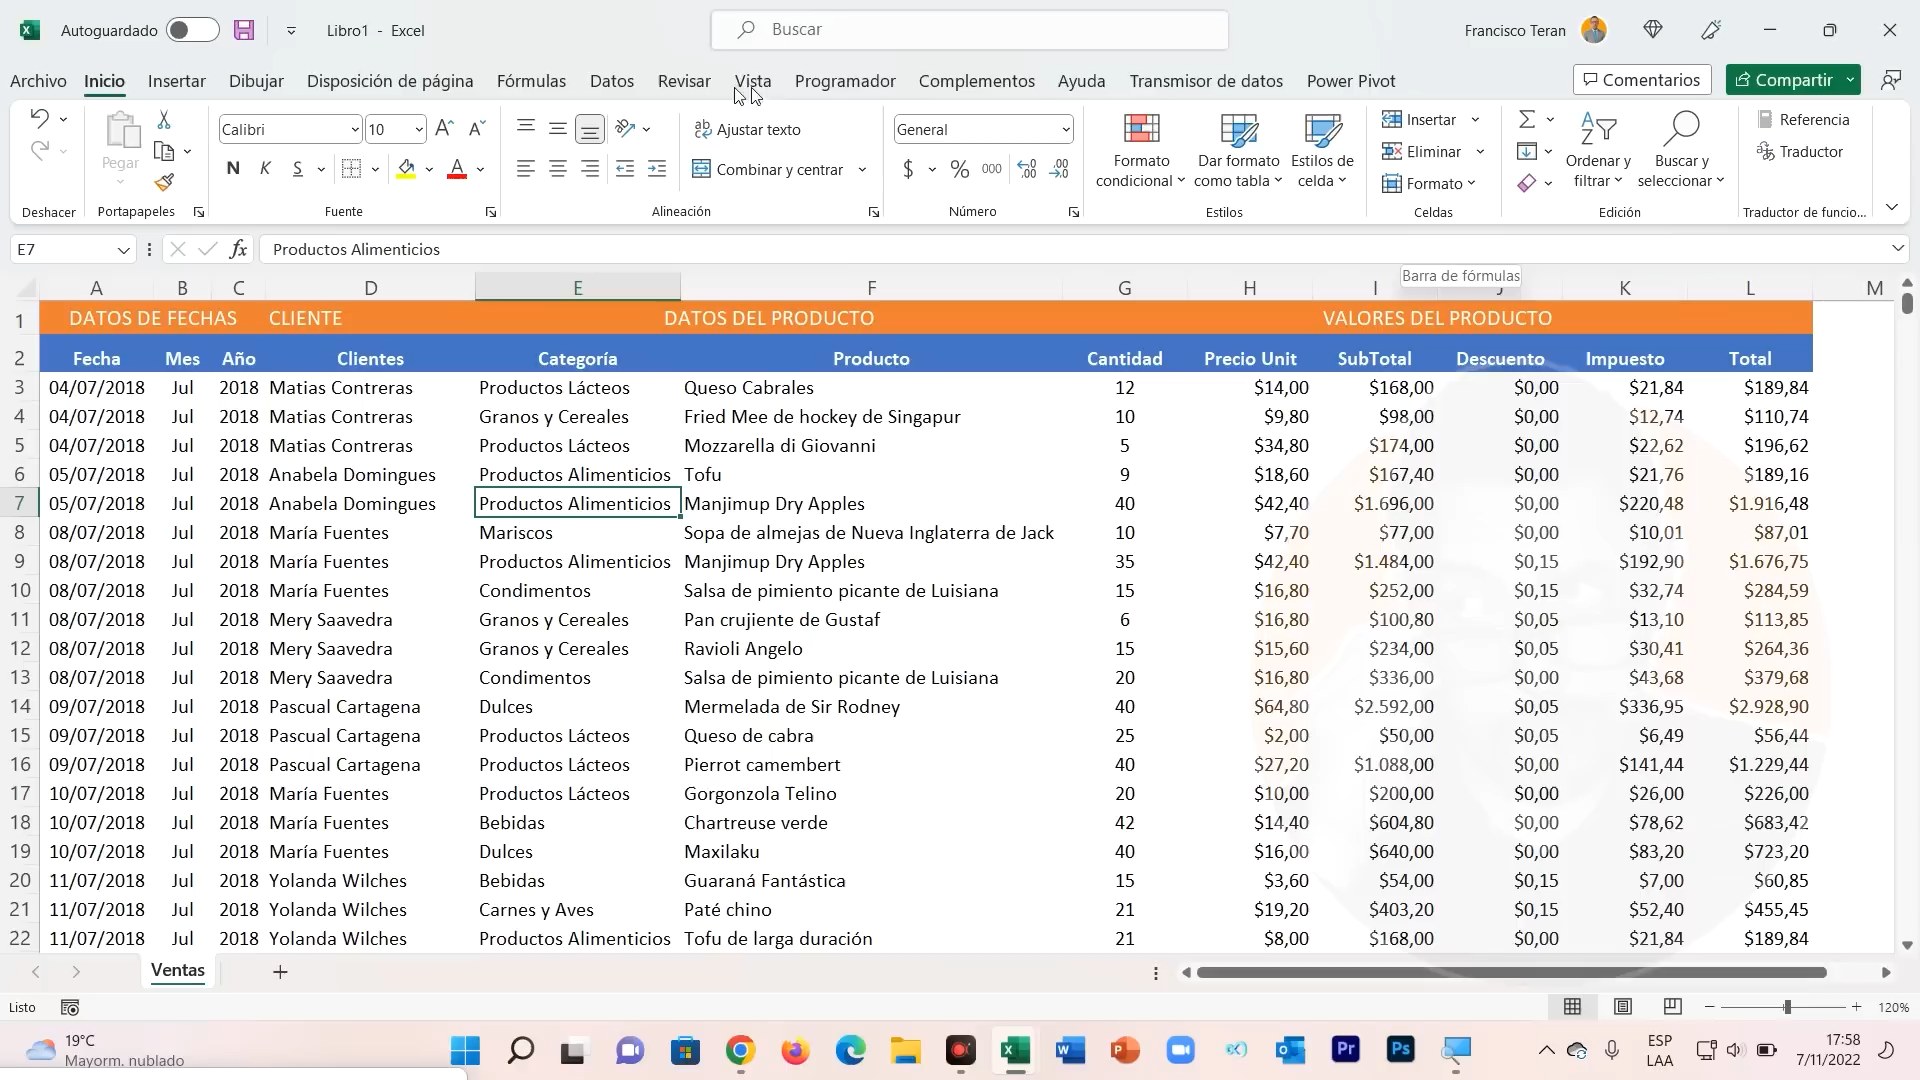 Autoguardado
Libro1 - Excel
Buscar
Francisco Teran
Archivo Inicio Insertar Dibujar Disposición de página Fórmulas Datos Revisar Vista Programador Complementos Ayuda Transmisor de datos Power Pivot
Comentarios Compartir
Pegar
Calibri 10
N K S
Ajustar texto
Combinar y centrar
General
$ % 000
Formato condicional
Dar formato como tabla
Estilos de celda
Insertar
Eliminar
Formato
Ordenar y filtrar
Buscar y seleccionar
Referencia
Traductor
Deshacer Portapapeles Fuente Alineación Número Estilos Celdas Edición Traductor de funcio...
E7 fx Productos Alimenticios
Barra de fórmulas
A B C D E F G H I J K L M
1 DATOS DE FECHAS CLIENTE DATOS DEL PRODUCTO VALORES DEL PRODUCTO
2 Fecha Mes Año Clientes Categoría Producto Cantidad Precio Unit SubTotal Descuento Impuesto Total
3 04/07/2018 Jul 2018 Matias Contreras Productos Lácteos Queso Cabrales 12 $14,00 $168,00 $0,00 $21,84 $189,84
4 04/07/2018 Jul 2018 Matias Contreras Granos y Cereales Fried Mee de hockey de Singapur 10 $9,80 $98,00 $0,00 $12,74 $110,74
5 04/07/2018 Jul 2018 Matias Contreras Productos Lácteos Mozzarella di Giovanni 5 $34,80 $174,00 $0,00 $22,62 $196,62
6 05/07/2018 Jul 2018 Anabela Domingues Productos Alimenticios Tofu 9 $18,60 $167,40 $0,00 $21,76 $189,16
7 05/07/2018 Jul 2018 Anabela Domingues Productos Alimenticios Manjimup Dry Apples 40 $42,40 $1.696,00 $0,00 $220,48 $1.916,48
8 08/07/2018 Jul 2018 María Fuentes Mariscos Sopa de almejas de Nueva Inglaterra de Jack 10 $7,70 $77,00 $0,00 $10,01 $87,01
9 08/07/2018 Jul 2018 María Fuentes Productos Alimenticios Manjimup Dry Apples 35 $42,40 $1.484,00 $0,15 $192,90 $1.676,75
10 08/07/2018 Jul 2018 María Fuentes Condimentos Salsa de pimiento picante de Luisiana 15 $16,80 $252,00 $0,15 $32,74 $284,59
11 08/07/2018 Jul 2018 Mery Saavedra Granos y Cereales Pan crujiente de Gustaf 6 $16,80 $100,80 $0,05 $13,10 $113,85
12 08/07/2018 Jul 2018 Mery Saavedra Granos y Cereales Ravioli Angelo 15 $15,60 $234,00 $0,05 $30,41 $264,36
13 08/07/2018 Jul 2018 Mery Saavedra Condimentos Salsa de pimiento picante de Luisiana 20 $16,80 $336,00 $0,00 $43,68 $379,68
14 09/07/2018 Jul 2018 Pascual Cartagena Dulces Mermelada de Sir Rodney 40 $64,80 $2.592,00 $0,05 $336,95 $2.928,90
15 09/07/2018 Jul 2018 Pascual Cartagena Productos Lácteos Queso de cabra 25 $2,00 $50,00 $0,05 $6,49 $56,44
16 09/07/2018 Jul 2018 Pascual Cartagena Productos Lácteos Pierrot camembert 40 $27,20 $1.088,00 $0,00 $141,44 $1.229,44
17 10/07/2018 Jul 2018 María Fuentes Productos Lácteos Gorgonzola Telino 20 $10,00 $200,00 $0,00 $26,00 $226,00
18 10/07/2018 Jul 2018 María Fuentes Bebidas Chartreuse verde 42 $14,40 $604,80 $0,00 $78,62 $683,42
19 10/07/2018 Jul 2018 María Fuentes Dulces Maxilaku 40 $16,00 $640,00 $0,00 $83,20 $723,20
20 11/07/2018 Jul 2018 Yolanda Wilches Bebidas Guaraná Fantástica 15 $3,60 $54,00 $0,15 $7,00 $60,85
21 11/07/2018 Jul 2018 Yolanda Wilches Carnes y Aves Paté chino 21 $19,20 $403,20 $0,15 $52,40 $455,45
22 11/07/2018 Jul 2018 Yolanda Wilches Productos Alimenticios Tofu de larga duración 21 $8,00 $168,00 $0,00 $21,84 $189,84
Ventas
Listo
120%
19°C
Mayorm. nublado
ESP
LAA
17:58
7/11/2022